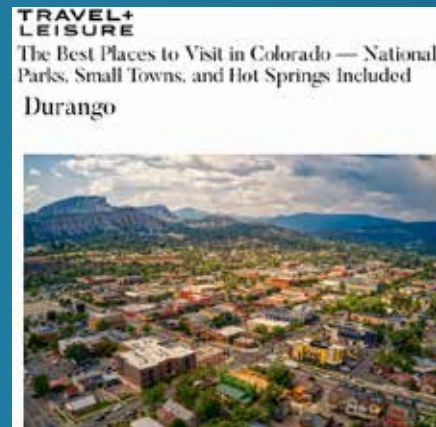 TRAVEL+
LEISURE
The Best Places to Visit in Colorado — National
Parks, Small Towns, and Hot Springs Included
Durango